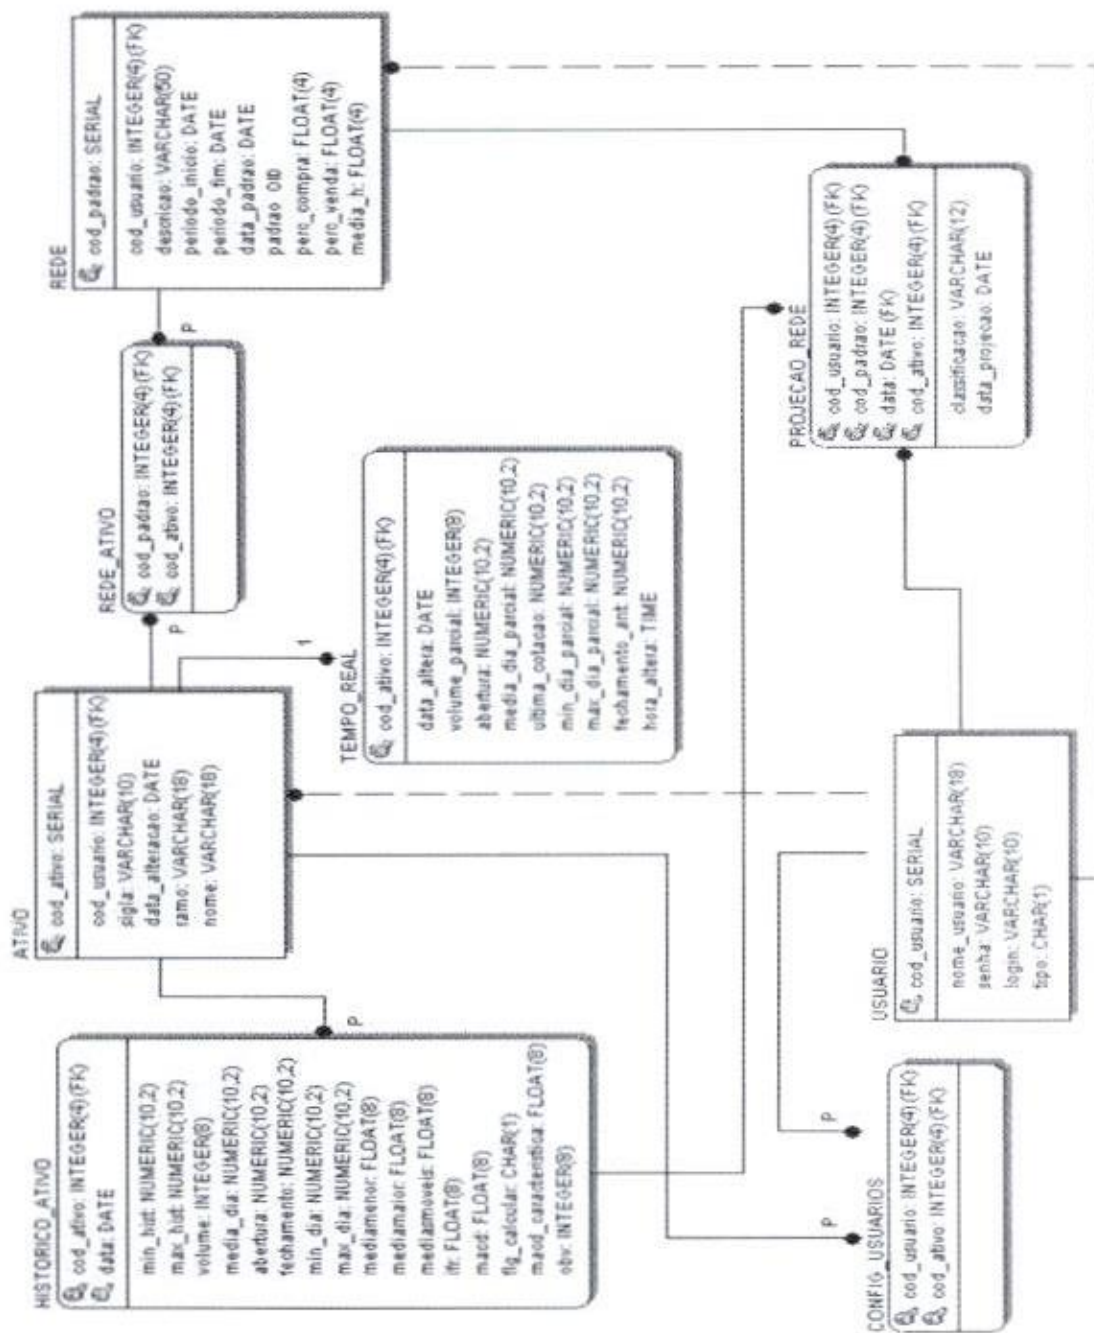 HISTORICO_ATIVO
cod_ativo: INTEGER(4) (FK)
data: DATE
min_hist: NUMERIC(10,2)
max_hist: NUMERIC(10,2)
volume: INTEGER(8)
media_dia: NUMERIC(10,2)
abertura: NUMERIC(10,2)
fechamento: NUMERIC(10,2)
min_dia: NUMERIC(10,2)
max_dia: NUMERIC(10,2)
mediamenor: FLOAT(8)
mediamaior: FLOAT(8)
mediasmoveis: FLOAT(8)
ifr: FLOAT(8)
macd: FLOAT(8)
flg_calcular: CHAR(1)
macd_caracteristica: FLOAT(8)
obv: INTEGER(8)
P
ATIVO
cod_ativo: SERIAL
cod_usuario: INTEGER(4) (FK)
sigla: VARCHAR(10)
data_alteracao: DATE
ramo: VARCHAR(18)
nome: VARCHAR(18)
P
REDE_ATIVO
cod_padrao: INTEGER(4) (FK)
cod_ativo: INTEGER(4) (FK)
P
REDE
cod_padrao: SERIAL
cod_usuario: INTEGER(4) (FK)
descricao: VARCHAR(50)
periodo_inicio: DATE
periodo_fim: DATE
data_padrao: DATE
padrao: OID
perc_compra: FLOAT(4)
perc_venda: FLOAT(4)
media_h: FLOAT(4)
1
TEMPO_REAL
cod_ativo: INTEGER(4) (FK)
data_altera: DATE
volume_parcial: INTEGER(8)
abertura: NUMERIC(10,2)
media_dia_parcial: NUMERIC(10,2)
ultima_cotacao: NUMERIC(10,2)
min_dia_parcial: NUMERIC(10,2)
max_dia_parcial: NUMERIC(10,2)
fechamento_ant: NUMERIC(10,2)
hora_altera: TIME
P
P
CONFIG_USUARIOS
cod_usuario: INTEGER(4) (FK)
cod_ativo: INTEGER(4) (FK)
USUARIO
cod_usuario: SERIAL
nome_usuario: VARCHAR(18)
senha: VARCHAR(10)
login: VARCHAR(10)
tipo: CHAR(1)
PROJECAO_REDE
cod_usuario: INTEGER(4) (FK)
cod_padrao: INTEGER(4) (FK)
data: DATE (FK)
cod_ativo: INTEGER(4) (FK)
classificacao: VARCHAR(12)
data_projecao: DATE